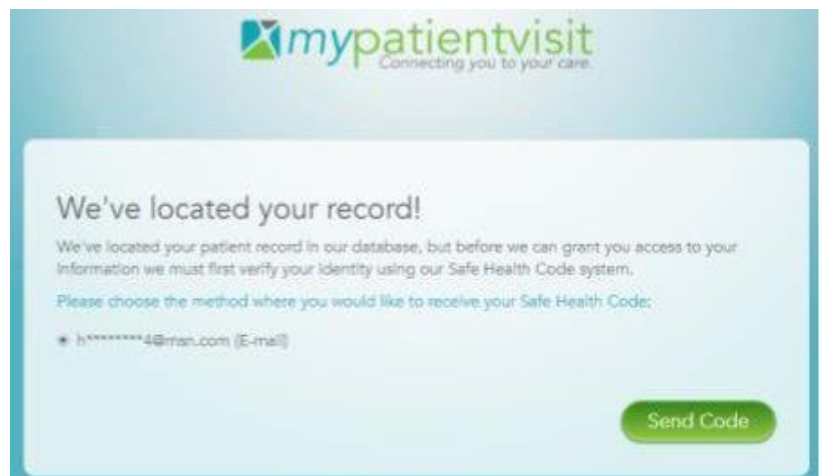 mypatientvisit
Connecting you to your care.
We've located your record!
We've located your patient record in our database, but before we can grant you access to your
information we must first verify your identity using our Safe Health Code system.
Please choose the method where you would like to receive your Safe Health Code:
h********4@msn.com (E-mail)
Send Code